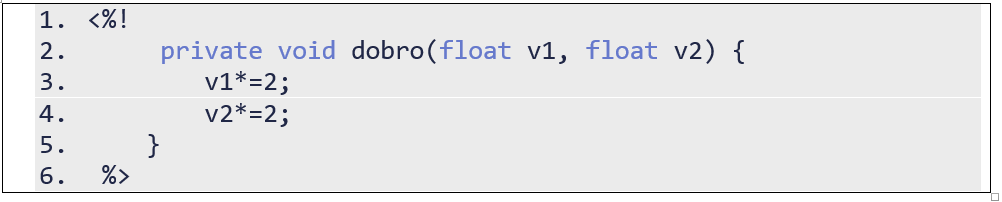 1. <%!
2. private void dobro(float v1, float v2) {
3. v1*=2;
4. v2*=2;
5. }
6. %>